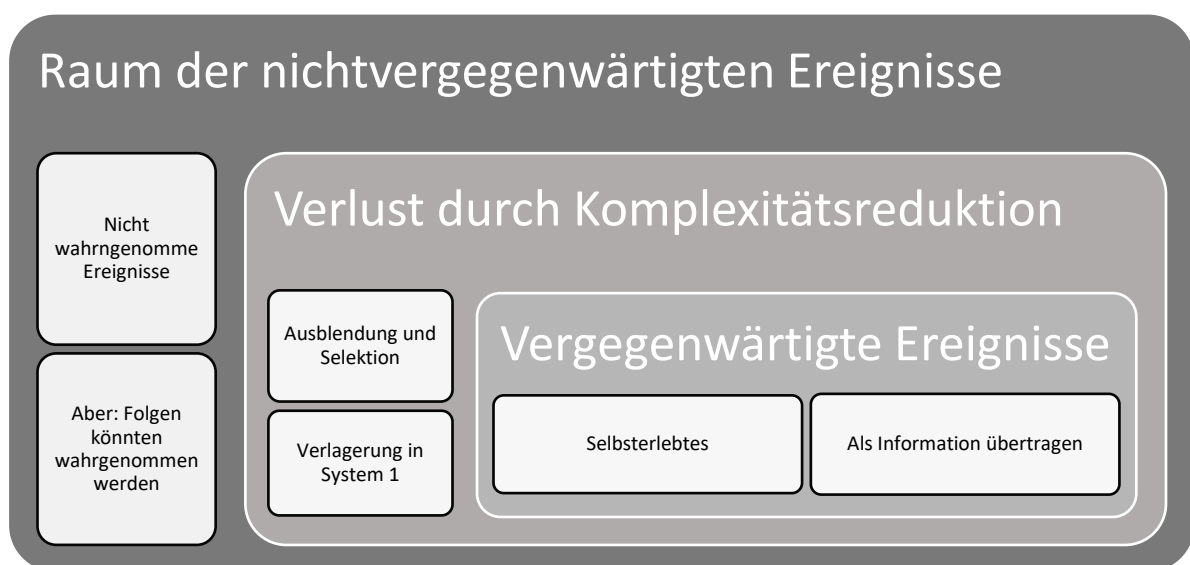 Raum der nichtvergegenwärtigten Ereignisse
Nicht
wahrngenomme
Ereignisse
Aber: Folgen
könnten
wahrgenommen
werden
Verlust durch Komplexitätsreduktion
Ausblendung und
Selektion
Verlagerung in
System 1
Vergegenwärtigte Ereignisse
Selbsterlebtes
Als Information übertragen